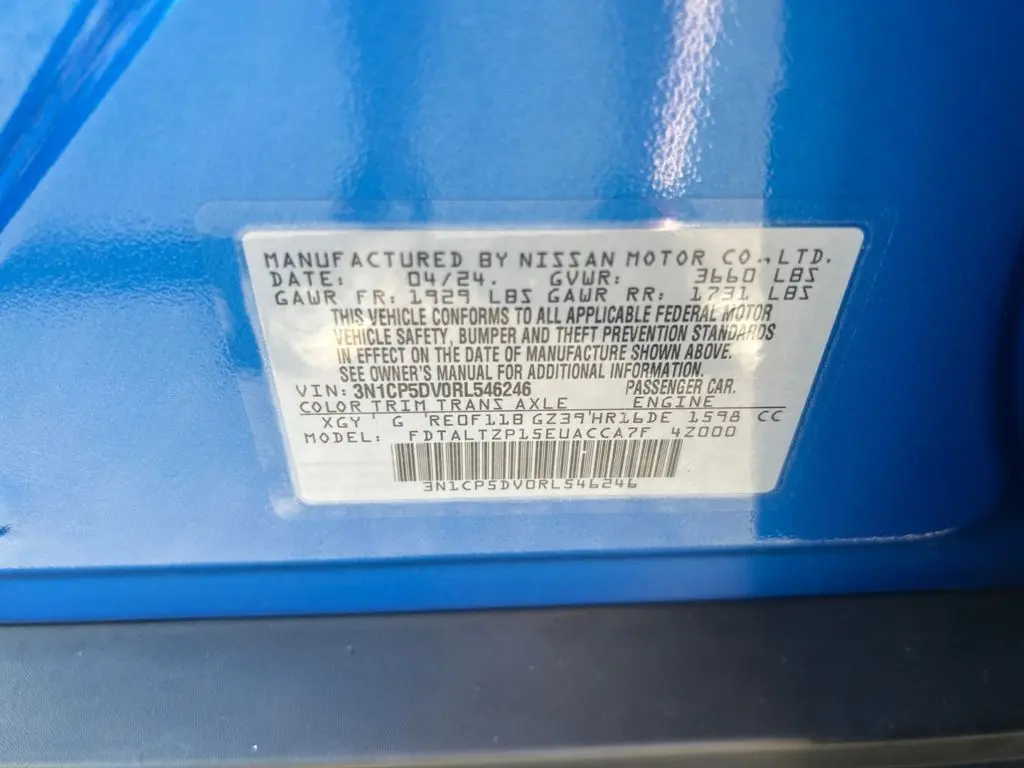 MANUFACTURED BY NISSAN MOTOR CO.,LTD.
DATE: 04/24. GVWR: 3660 LBS
GAWR FR: 1929 LBS GAWR RR: 1731 LBS
THIS VEHICLE CONFORMS TO ALL APPLICABLE FEDERAL MOTOR
VEHICLE SAFETY, BUMPER AND THEFT PREVENTION STANDARDS
IN EFFECT ON THE DATE OF MANUFACTURE SHOWN ABOVE.
SEE OWNER'S MANUAL FOR ADDITIONAL INFORMATION.
VIN: 3N1CP5DV0RL546246 PASSENGER CAR.
COLOR TRIM TRANS AXLE ENGINE
XGY ' G 'RE0F11B GZ39'HR16DE 1598 CC
MODEL: FDTALTZP15EUACCA7F 4Z000
3N1CP5DV0RL546246